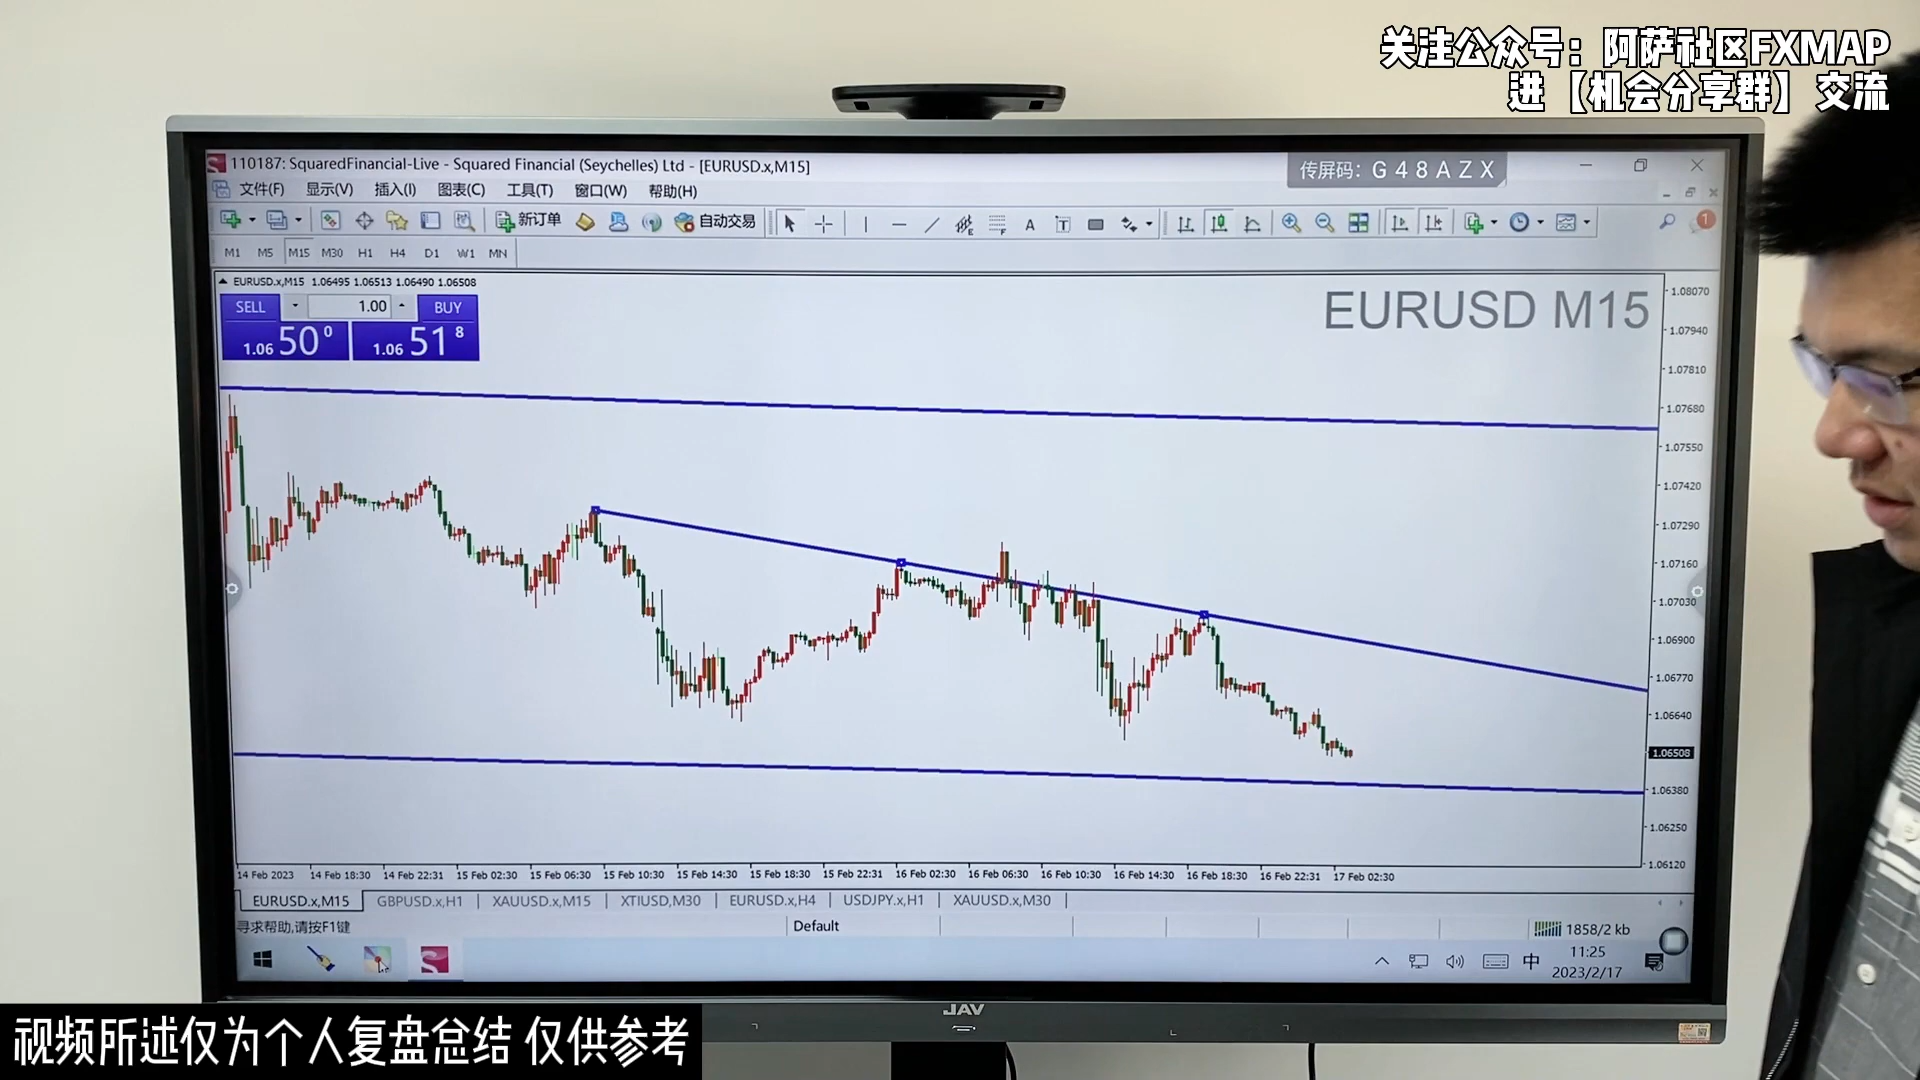 关注公众号：阿萨社区FXMAP
进【机会分享群】交流
110187: SquaredFinancial-Live - Squared Financial (Seychelles) Ltd - [EURUSD.x,M15]
传屏码：G48AZX
文件(F) 显示(V) 插入(I) 图表(C) 工具(T) 窗口(W) 帮助(H)
新订单 自动交易 A T 1
M1 M5 M15 M30 H1 H4 D1 W1 MN
EURUSD.x,M15 1.06495 1.06513 1.06490 1.06508
SELL 1.00 BUY
1.06 50 0 1.06 51 8
EURUSD M15
1.08070
1.07940
1.07810
1.07680
1.07550
1.07420
1.07290
1.07160
1.07030
1.06900
1.06770
1.06640
1.06508
1.06380
1.06250
1.06120
14 Feb 2023 14 Feb 18:30 14 Feb 22:31 15 Feb 02:30 15 Feb 06:30 15 Feb 10:30 15 Feb 14:30 15 Feb 18:30 15 Feb 22:31 16 Feb 02:30 16 Feb 06:30 16 Feb 10:30 16 Feb 14:30 16 Feb 18:30 16 Feb 22:31 17 Feb 02:30
EURUSD.x,M15 GBPUSD.x,H1 XAUUSD.x,M15 XTIUSD,M30 EURUSD.x,H4 USDJPY.x,H1 XAUUSD.x,M30
寻求帮助,请按F1键 Default 1858/2 kb
中 11:25
2023/2/17
JAV
视频所述仅为个人复盘总结 仅供参考